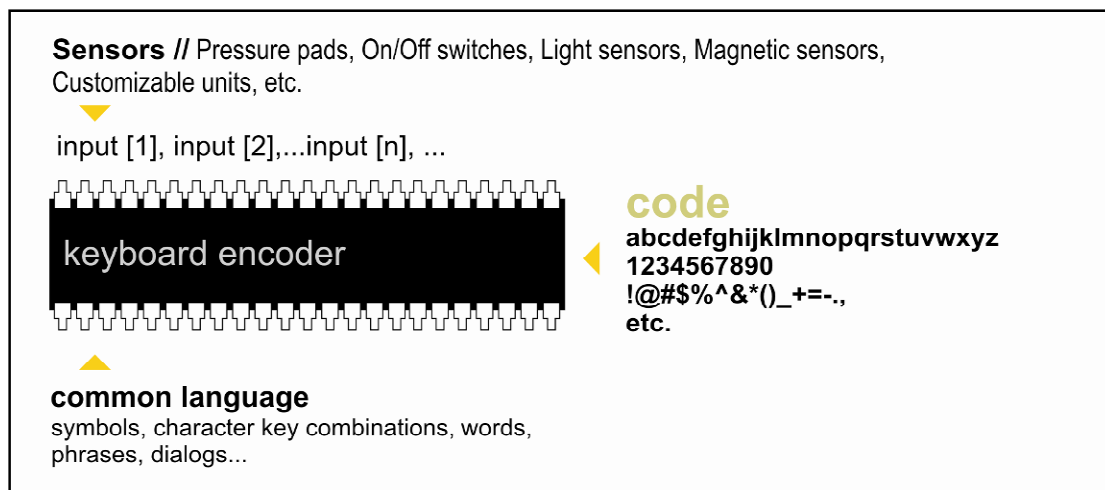 Sensors // Pressure pads, On/Off switches, Light sensors, Magnetic sensors,
Customizable units, etc.
input [1], input [2],...input [n], ...
keyboard encoder
code
abcdefghijklmnopqrstuvwxyz
1234567890
!@#$%^&*()_+=-.,
etc.
common language
symbols, character key combinations, words,
phrases, dialogs...